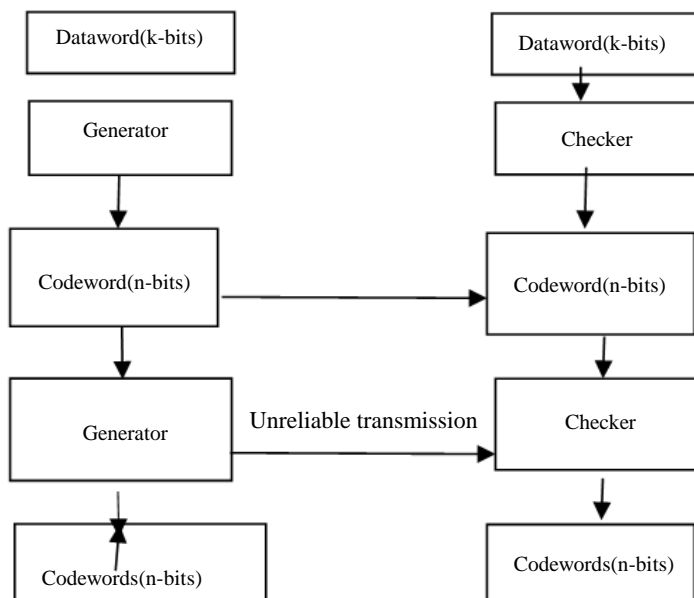 Dataword(k-bits)
Dataword(k-bits)
Generator
Checker
Codeword(n-bits)
Codeword(n-bits)
Generator
Unreliable transmission
Checker
Codewords(n-bits)
Codewords(n-bits)